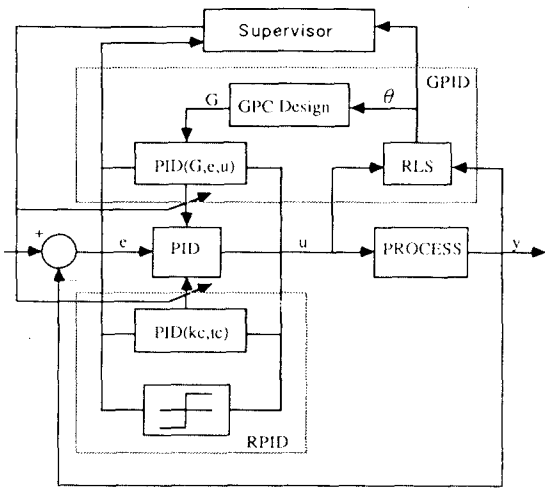 Supervisor
GPID
G
GPC Design
θ
PID(G,e,u)
RLS
+
e
PID
u
PROCESS
y
PID(kc,tc)
RPID